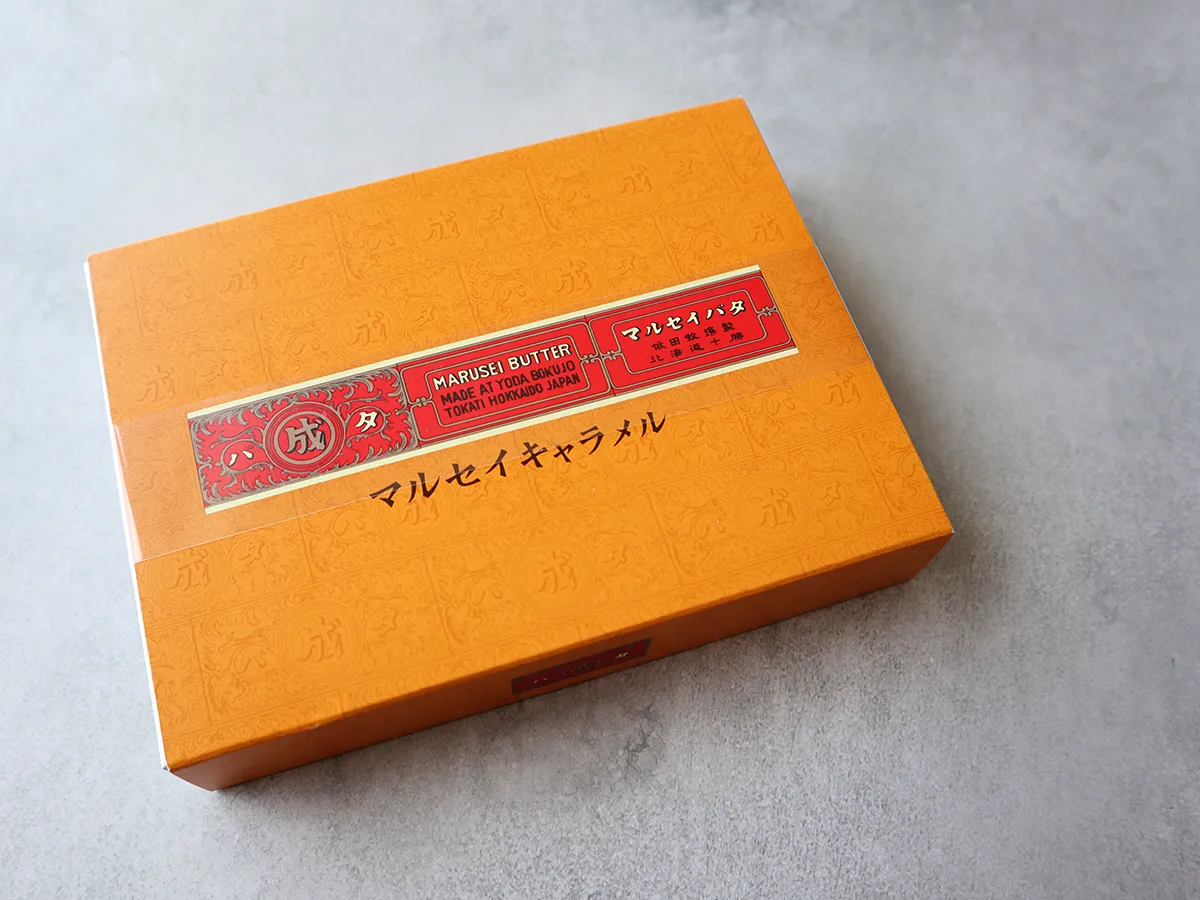 バ 成 タ
MARUSEI BUTTER
MADE AT YODA BOKUJO
TOKATI HOKKAIDO JAPAN
マルセイバタ
依田牧場製
北海道十勝
マルセイキャラメル